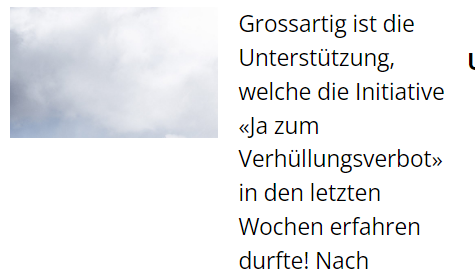 Grossartig ist die
Unterstützung,
welche die Initiative
«Ja zum
Verhüllungsverbot»
in den letzten
Wochen erfahren
durfte! Nach